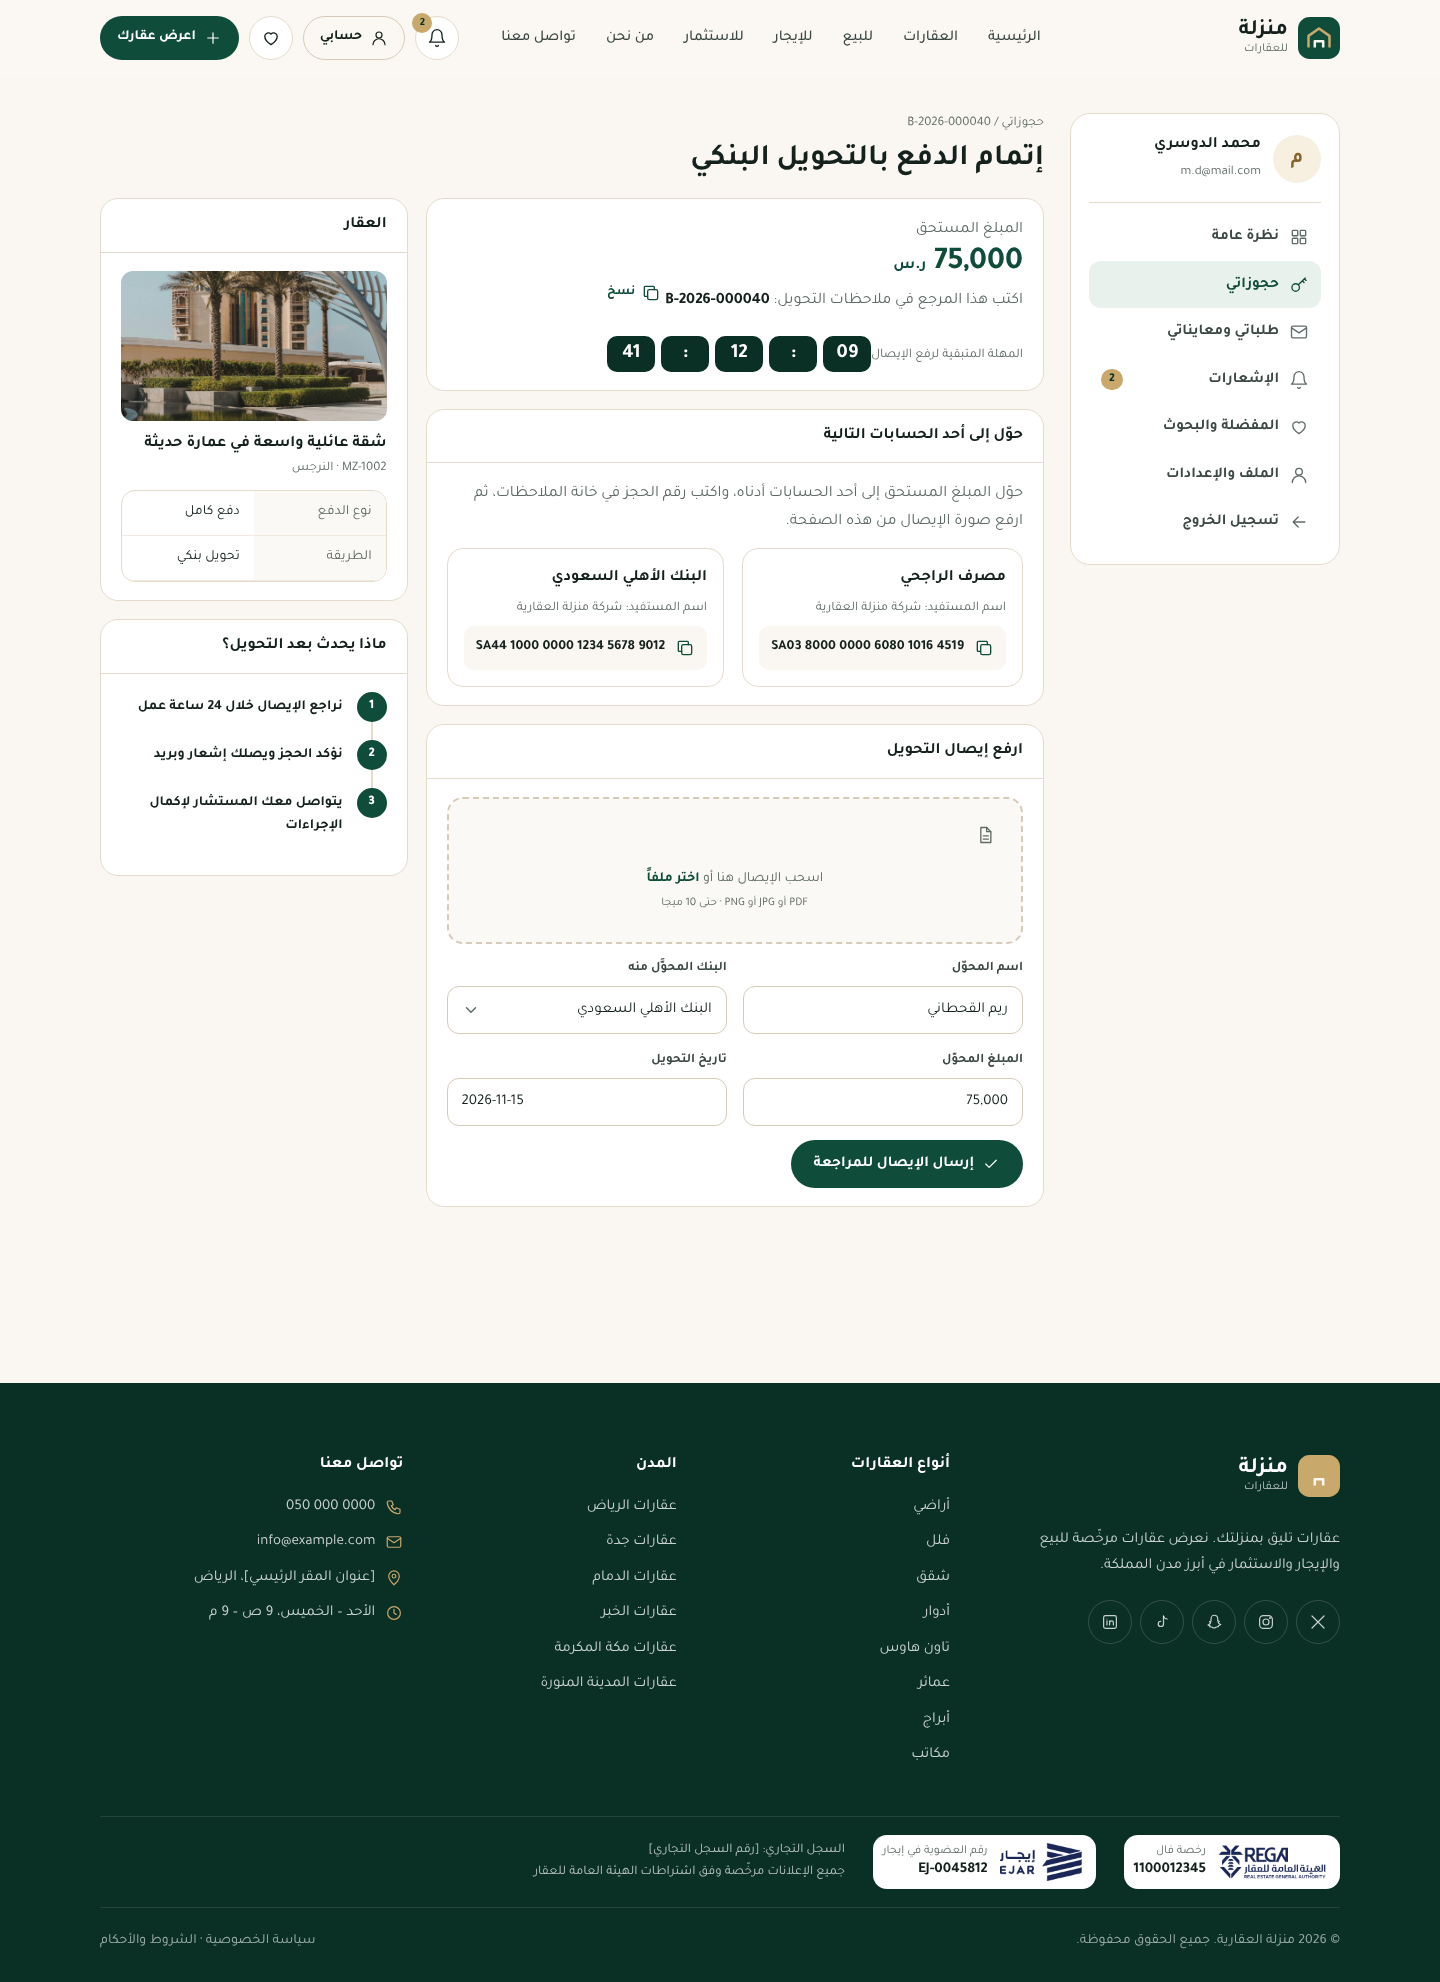 منزلة
للعقارات
الرئيسية
العقارات
للبيع
للإيجار
للاستثمار
من نحن
تواصل معنا
2
حسابي
اعرض عقارك
م
محمد الدوسري
m.d@mail.com
نظرة عامة
حجوزاتي
طلباتي ومعايناتي
الإشعارات
2
المفضلة والبحوث
الملف والإعدادات
تسجيل الخروج
حجوزاتي / B-2026-000040
إتمام الدفع بالتحويل البنكي
المبلغ المستحق
75,000 ر.س
اكتب هذا المرجع في ملاحظات التحويل: B-2026-000040 نسخ
المهلة المتبقية لرفع الإيصال 09 : 12 : 41
حوّل إلى أحد الحسابات التالية
حوّل المبلغ المستحق إلى أحد الحسابات أدناه، واكتب رقم الحجز في خانة الملاحظات، ثم
ارفع صورة الإيصال من هذه الصفحة.
مصرف الراجحي
اسم المستفيد: شركة منزلة العقارية
SA03 8000 0000 6080 1016 4519
البنك الأهلي السعودي
اسم المستفيد: شركة منزلة العقارية
SA44 1000 0000 1234 5678 9012
ارفع إيصال التحويل
اسحب الإيصال هنا أو اختر ملفاً
PDF أو JPG أو PNG · حتى 10 ميجا
اسم المحوّل
ريم القحطاني
البنك المحوَّل منه
البنك الأهلي السعودي
المبلغ المحوّل
75,000
تاريخ التحويل
2026-11-15
إرسال الإيصال للمراجعة
العقار
شقة عائلية واسعة في عمارة حديثة
MZ-1002 · النرجس
نوع الدفع
دفع كامل
الطريقة
تحويل بنكي
ماذا يحدث بعد التحويل؟
1
نراجع الإيصال خلال 24 ساعة عمل
2
نؤكد الحجز ويصلك إشعار وبريد
3
يتواصل معك المستشار لإكمال
الإجراءات
منزلة
للعقارات
عقارات تليق بمنزلتك. نعرض عقارات مرخّصة للبيع
والإيجار والاستثمار في أبرز مدن المملكة.
أنواع العقارات
أراضي
فلل
شقق
أدوار
تاون هاوس
عمائر
أبراج
مكاتب
المدن
عقارات الرياض
عقارات جدة
عقارات الدمام
عقارات الخبر
عقارات مكة المكرمة
عقارات المدينة المنورة
تواصل معنا
050 000 0000
info@example.com
[عنوان المقر الرئيسي]، الرياض
الأحد - الخميس، 9 ص - 9 م
REGA
الهيئة العامة للعقار
REAL ESTATE GENERAL AUTHORITY
رخصة فال
1100012345
إيجار
EJAR
رقم العضوية في إيجار
EJ-0045812
السجل التجاري: [رقم السجل التجاري]
جميع الإعلانات مرخّصة وفق اشتراطات الهيئة العامة للعقار
© 2026 منزلة العقارية. جميع الحقوق محفوظة.
سياسة الخصوصية · الشروط والأحكام